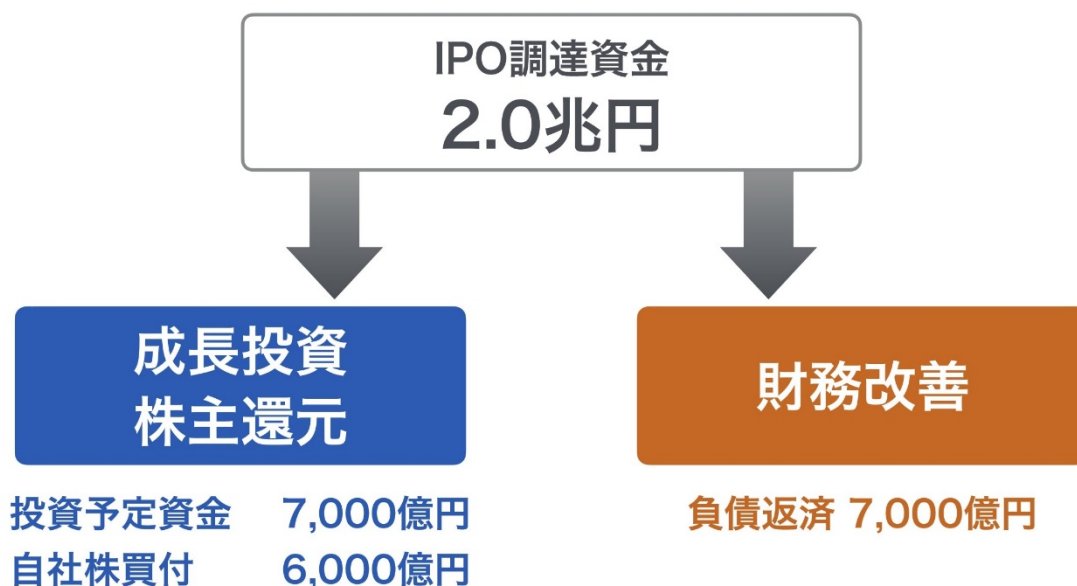 IPO調達資金
2.0兆円
成長投資
株主還元
財務改善
投資予定資金 7,000億円
自社株買付 6,000億円
負債返済 7,000億円